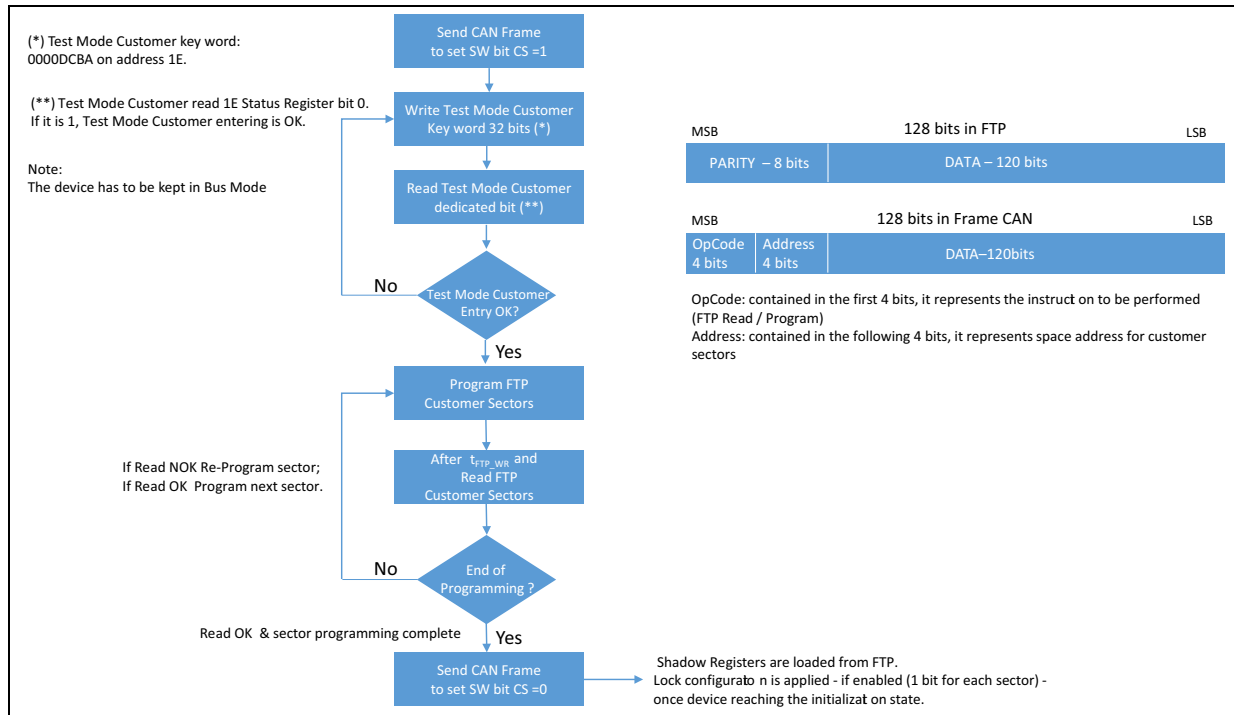 (*) Test Mode Customer key word:
0000DCBA on address 1E.
(**) Test Mode Customer read 1E Status Register bit 0.
If it is 1, Test Mode Customer entering is OK.
Note:
The device has to be kept in Bus Mode
Send CAN Frame
to set SW bit CS =1
Write Test Mode Customer
Key word 32 bits (*)
Read Test Mode Customer
dedicated bit (**)
No
Test Mode Customer
Entry OK?
Yes
Program FTP
Customer Sectors
If Read NOK Re-Program sector;
If Read OK Program next sector.
After tFTP_WR and
Read FTP
Customer Sectors
No
End of
Programming ?
Read OK & sector programming complete
Yes
Send CAN Frame
to set SW bit CS =0
Shadow Registers are loaded from FTP.
Lock configurato n is applied - if enabled (1 bit for each sector) -
once device reaching the initializat on state.
MSB 128 bits in FTP LSB
PARITY – 8 bits DATA – 120 bits
MSB 128 bits in Frame CAN LSB
OpCode Address
4 bits 4 bits DATA–120bits
OpCode: contained in the first 4 bits, it represents the instruct on to be performed
(FTP Read / Program)
Address: contained in the following 4 bits, it represents space address for customer
sectors